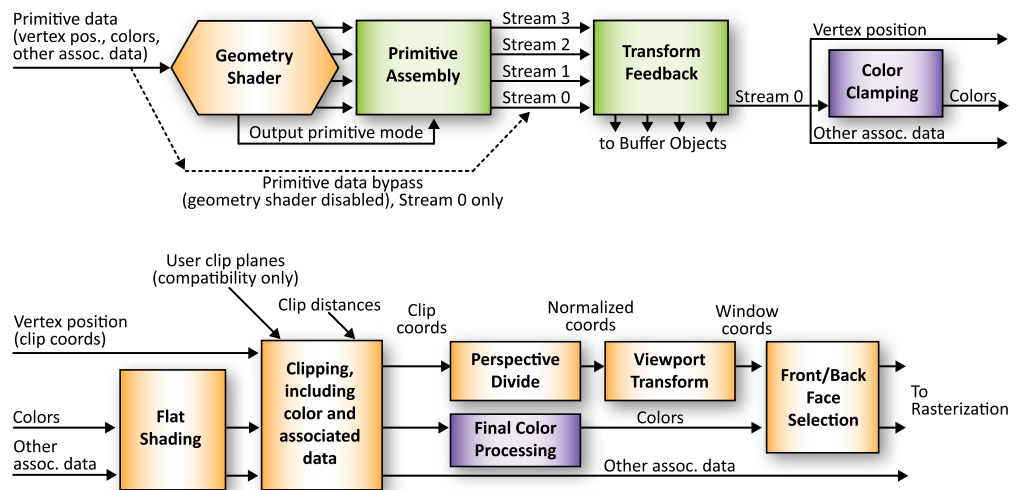 Primitive data
(vertex pos., colors,
other assoc. data)
Geometry
Shader
Primitive
Assembly
Stream 3
Stream 2
Stream 1
Stream 0
Transform
Feedback
Stream 0
Vertex position
Color
Clamping
Colors
Other assoc. data
Output primitive mode
to Buffer Objects
Primitive data bypass
(geometry shader disabled), Stream 0 only
User clip planes
(compatibility only)
Clip distances
Vertex position
(clip coords)
Clip
coords
Normalized
coords
Window
coords
Colors
Other
assoc. data
Flat
Shading
Clipping,
including
color and
associated
data
Perspective
Divide
Viewport
Transform
Final Color
Processing
Colors
Front/Back
Face
Selection
To
Rasterization
Other assoc. data